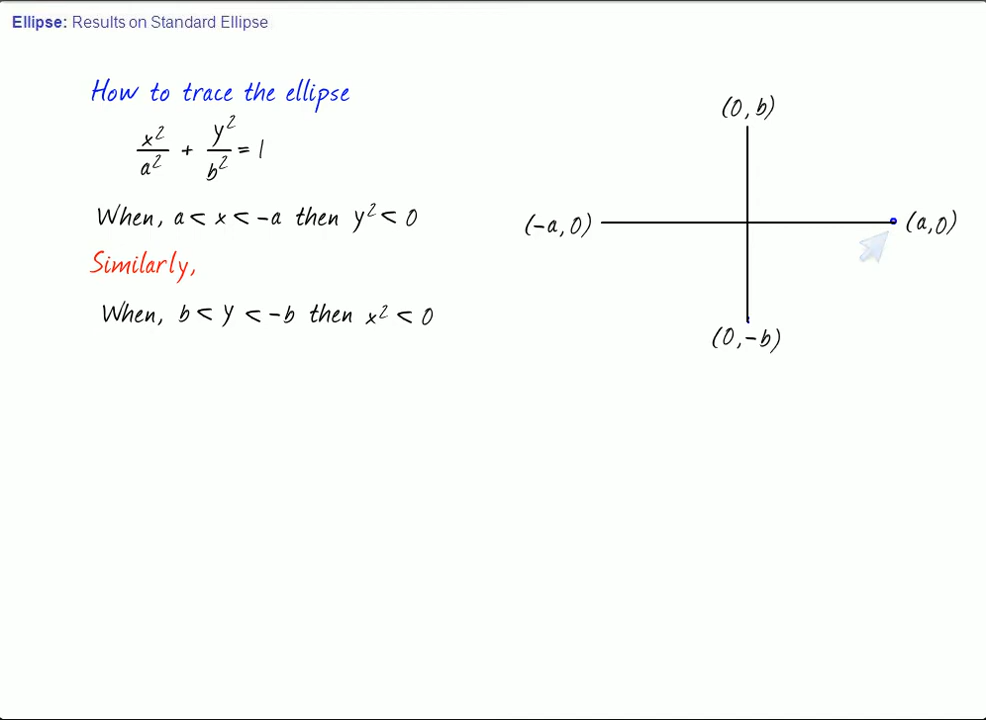 Ellipse: Results on Standard Ellipse
How to trace the ellipse
x²/a² + y²/b² = 1
When, a < x < -a then y² < 0
Similarly,
When, b < y < -b then x² < 0
(0, b)
(-a, 0)
(a,0)
(0,-b)